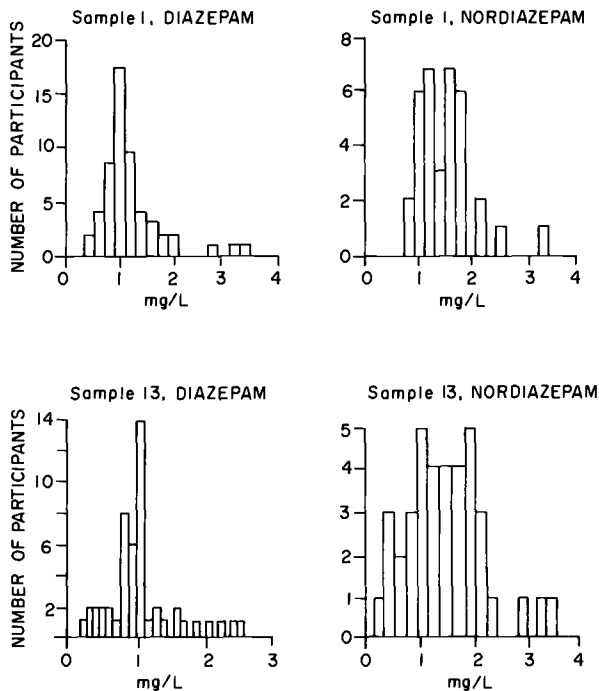 Sample 1, DIAZEPAM
NUMBER OF PARTICIPANTS
20
15
10
5
0
0 1 2 3 4
mg/L
Sample 1, NORDIAZEPAM
8
6
4
2
0
0 1 2 3 4
mg/L
Sample 13, DIAZEPAM
NUMBER OF PARTICIPANTS
14
10
6
2
0 1 2 3
mg/L
Sample 13, NORDIAZEPAM
5
4
3
2
1
0
0 1 2 3 4
mg/L